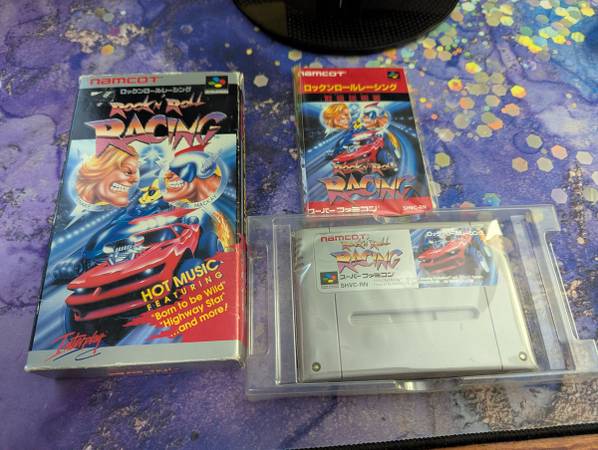 namcot
ロックンロールレーシング
Rock n' Roll
RACING
HOT MUSIC
FEATURING
"Born to be Wild"
"Highway Star"
...and more!
Interplay
namcot
ロックンロールレーシング
Rock n' Roll
RACING
スーパーファミコン
SHVC-RN
namcot
Rock n' Roll
RACING
スーパーファミコン
SHVC-RN